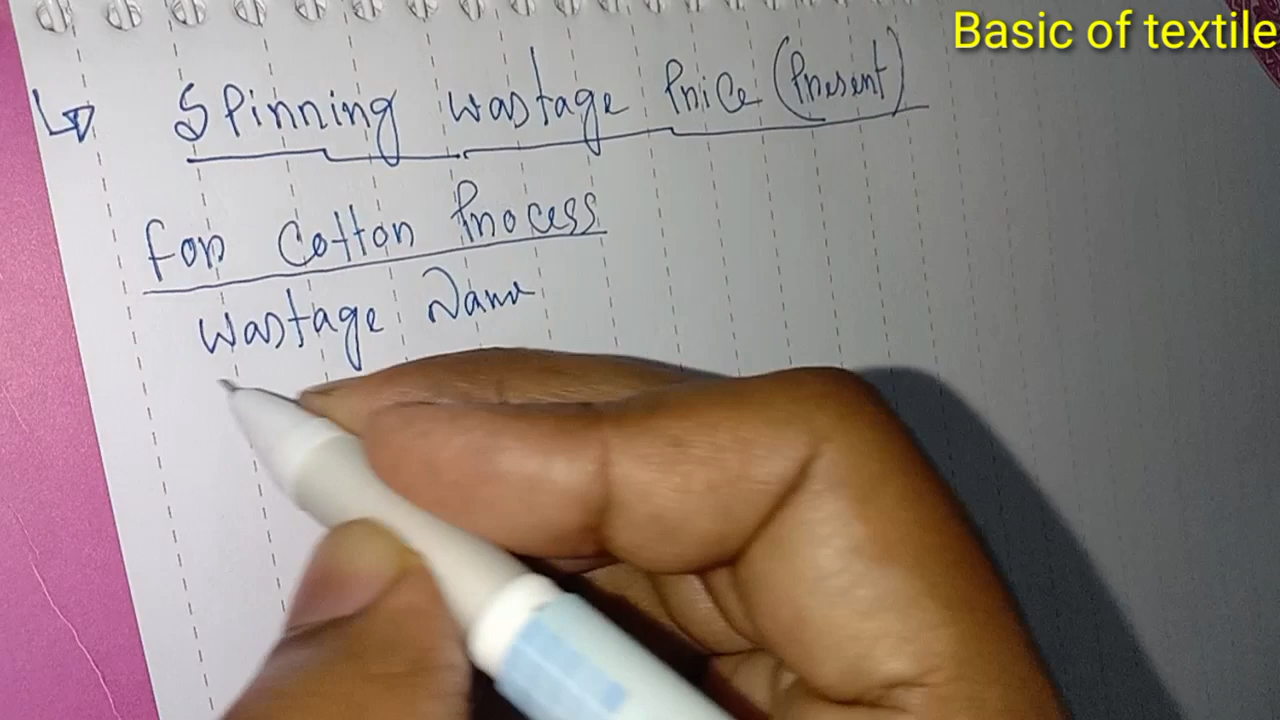 Basic of textile
Spinning wastage Price (Present)
for Cotton Process
Wastage Name